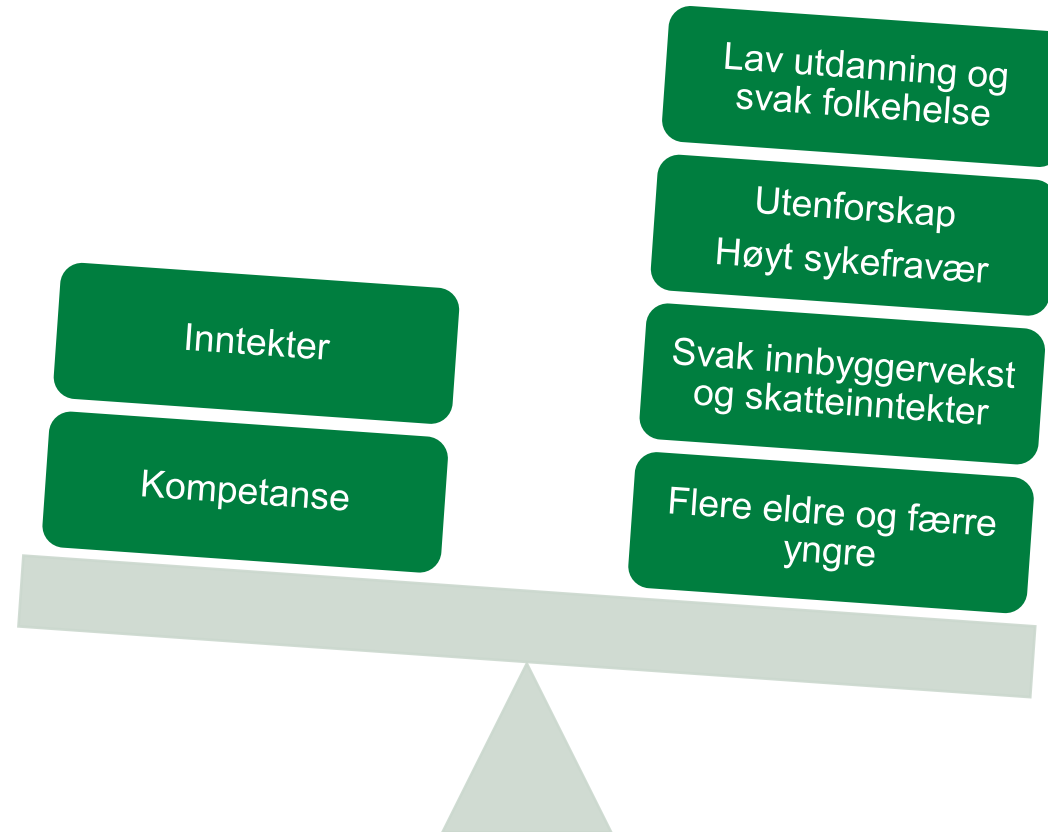 Inntekter
Kompetanse
Lav utdanning og
svak folkehelse
Utenforskap
Høyt sykefravær
Svak innbyggervekst
og skatteinntekter
Flere eldre og færre
yngre